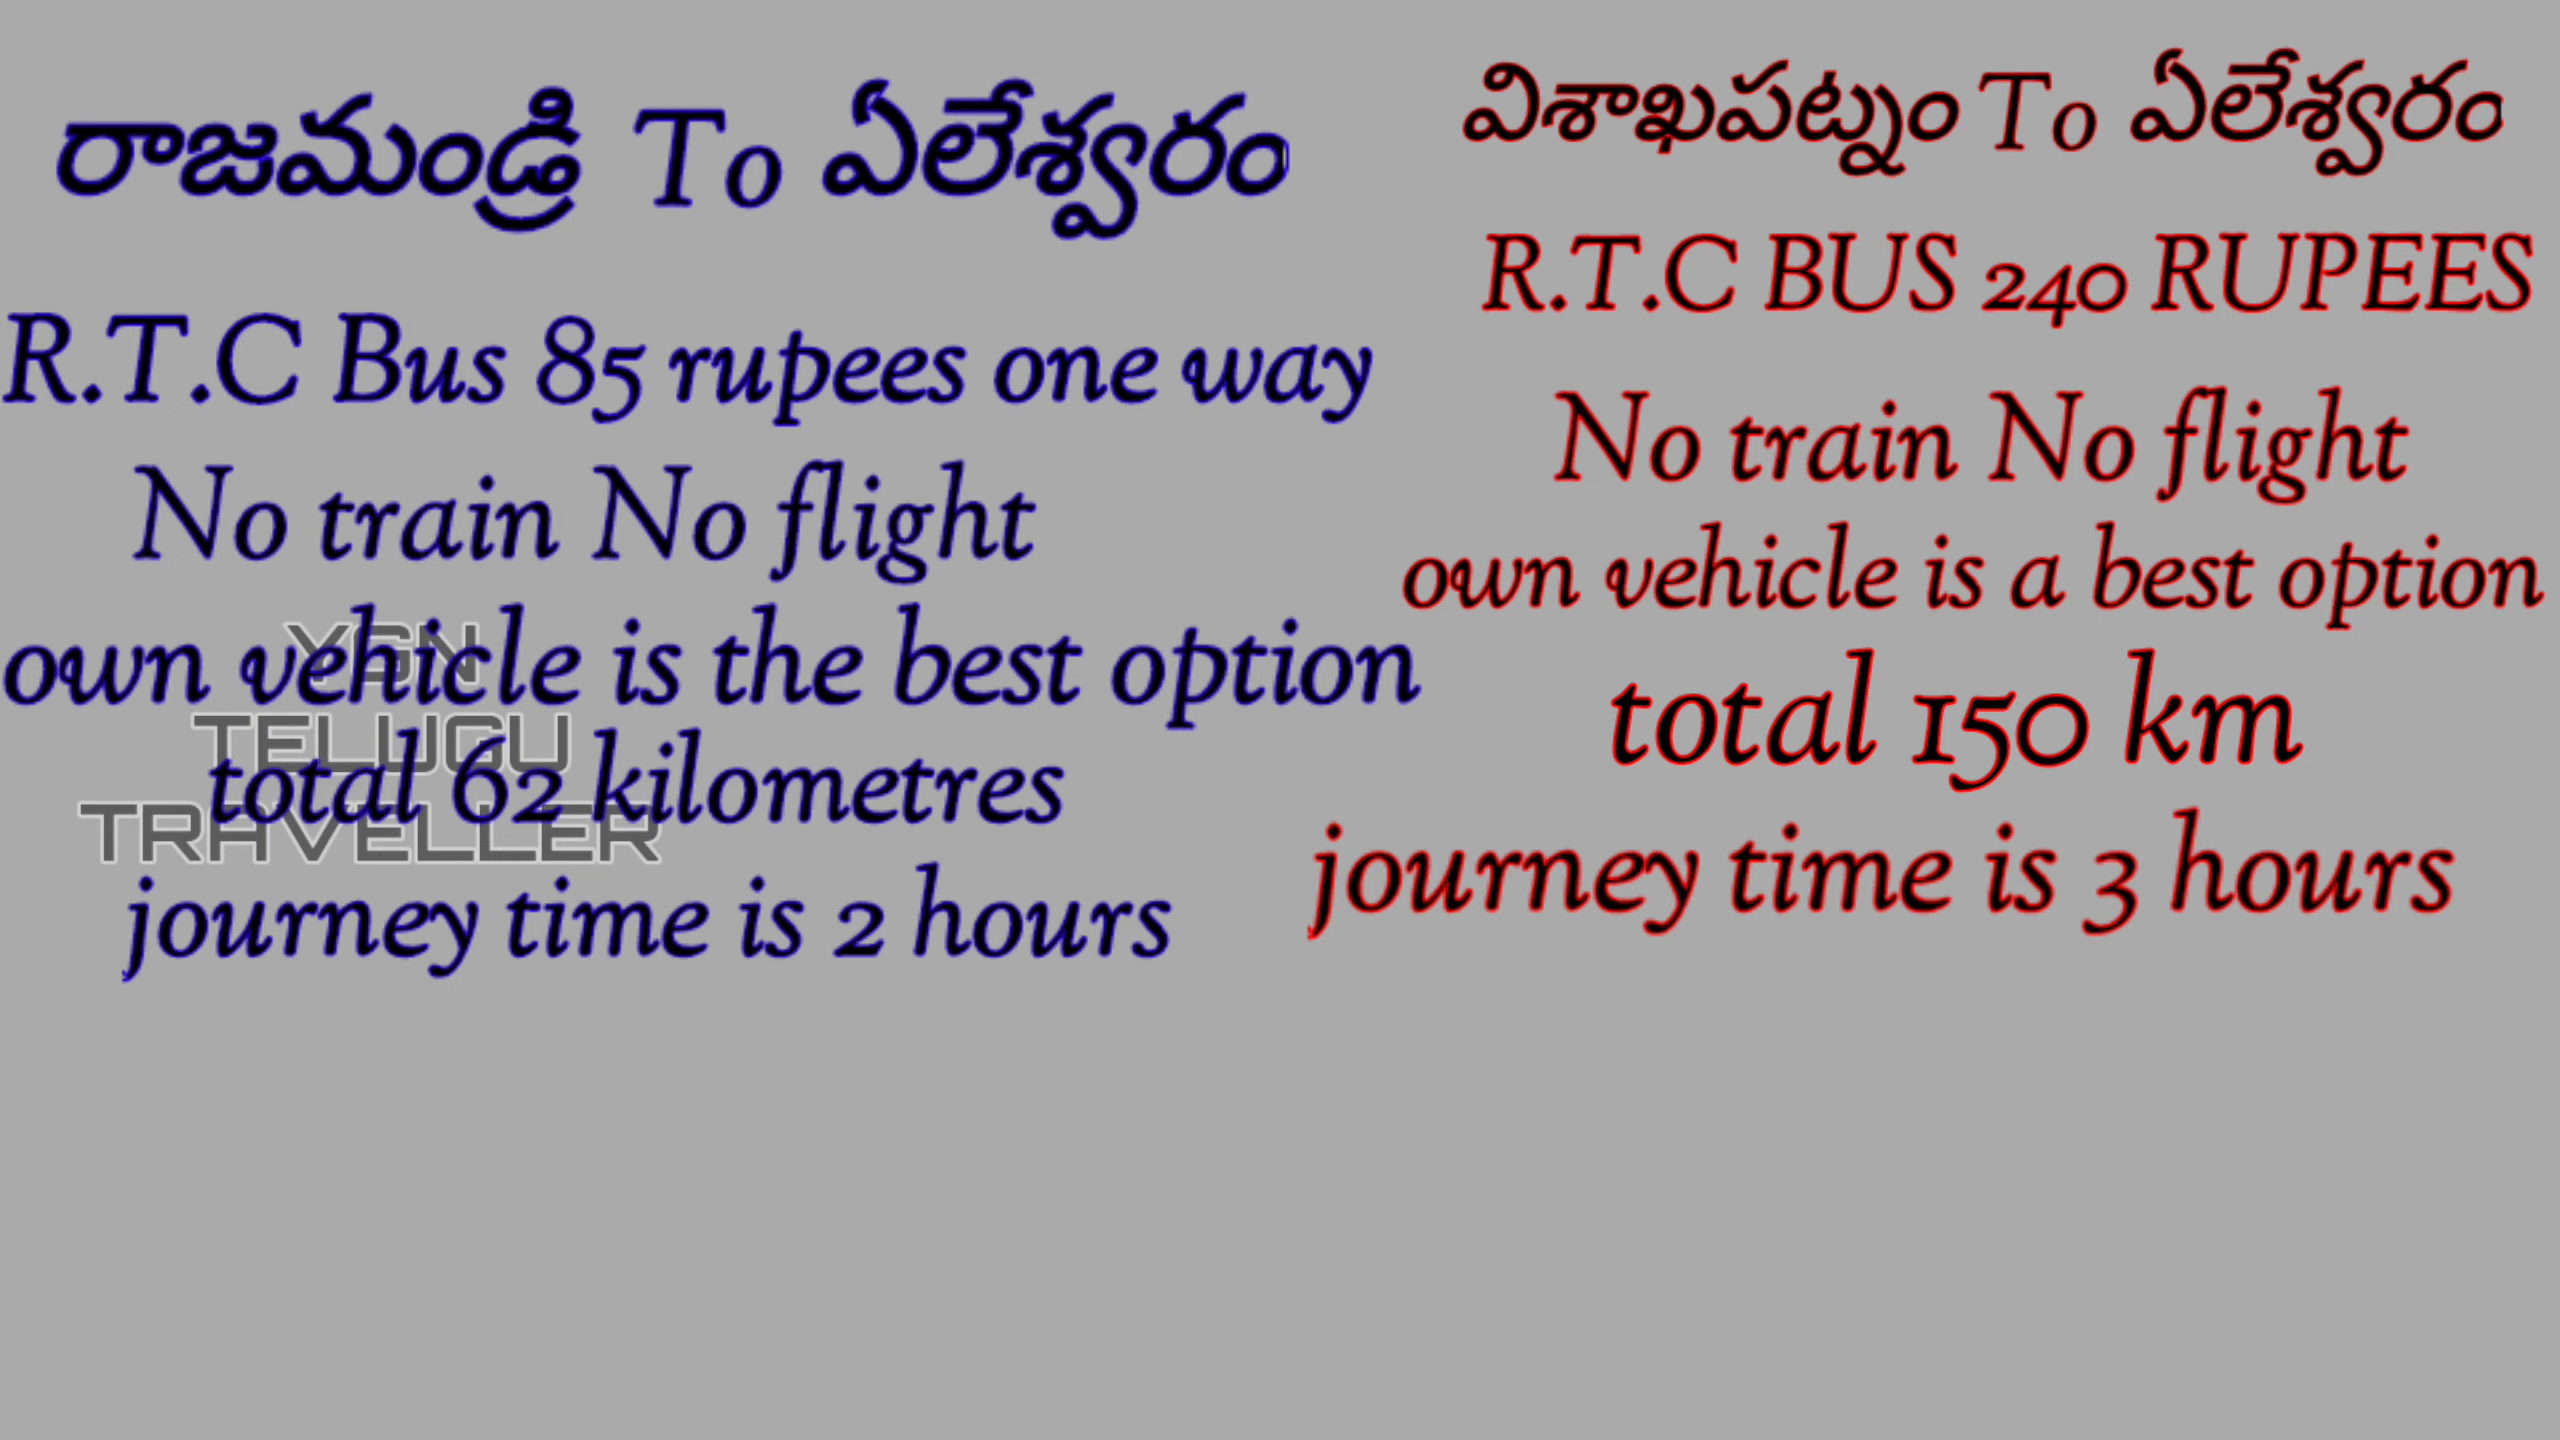 రాజమండ్రి To ఏలేశ్వరం
R.T.C Bus 85 rupees one way
No train No flight
own vehicle is the best option
total 62 kilometres
journey time is 2 hours
YGN
TELUGU
TRAVELLER
విశాఖపట్నం To ఏలేశ్వరం
R.T.C BUS 240 RUPEES
No train No flight
own vehicle is a best option
total 150 km
journey time is 3 hours